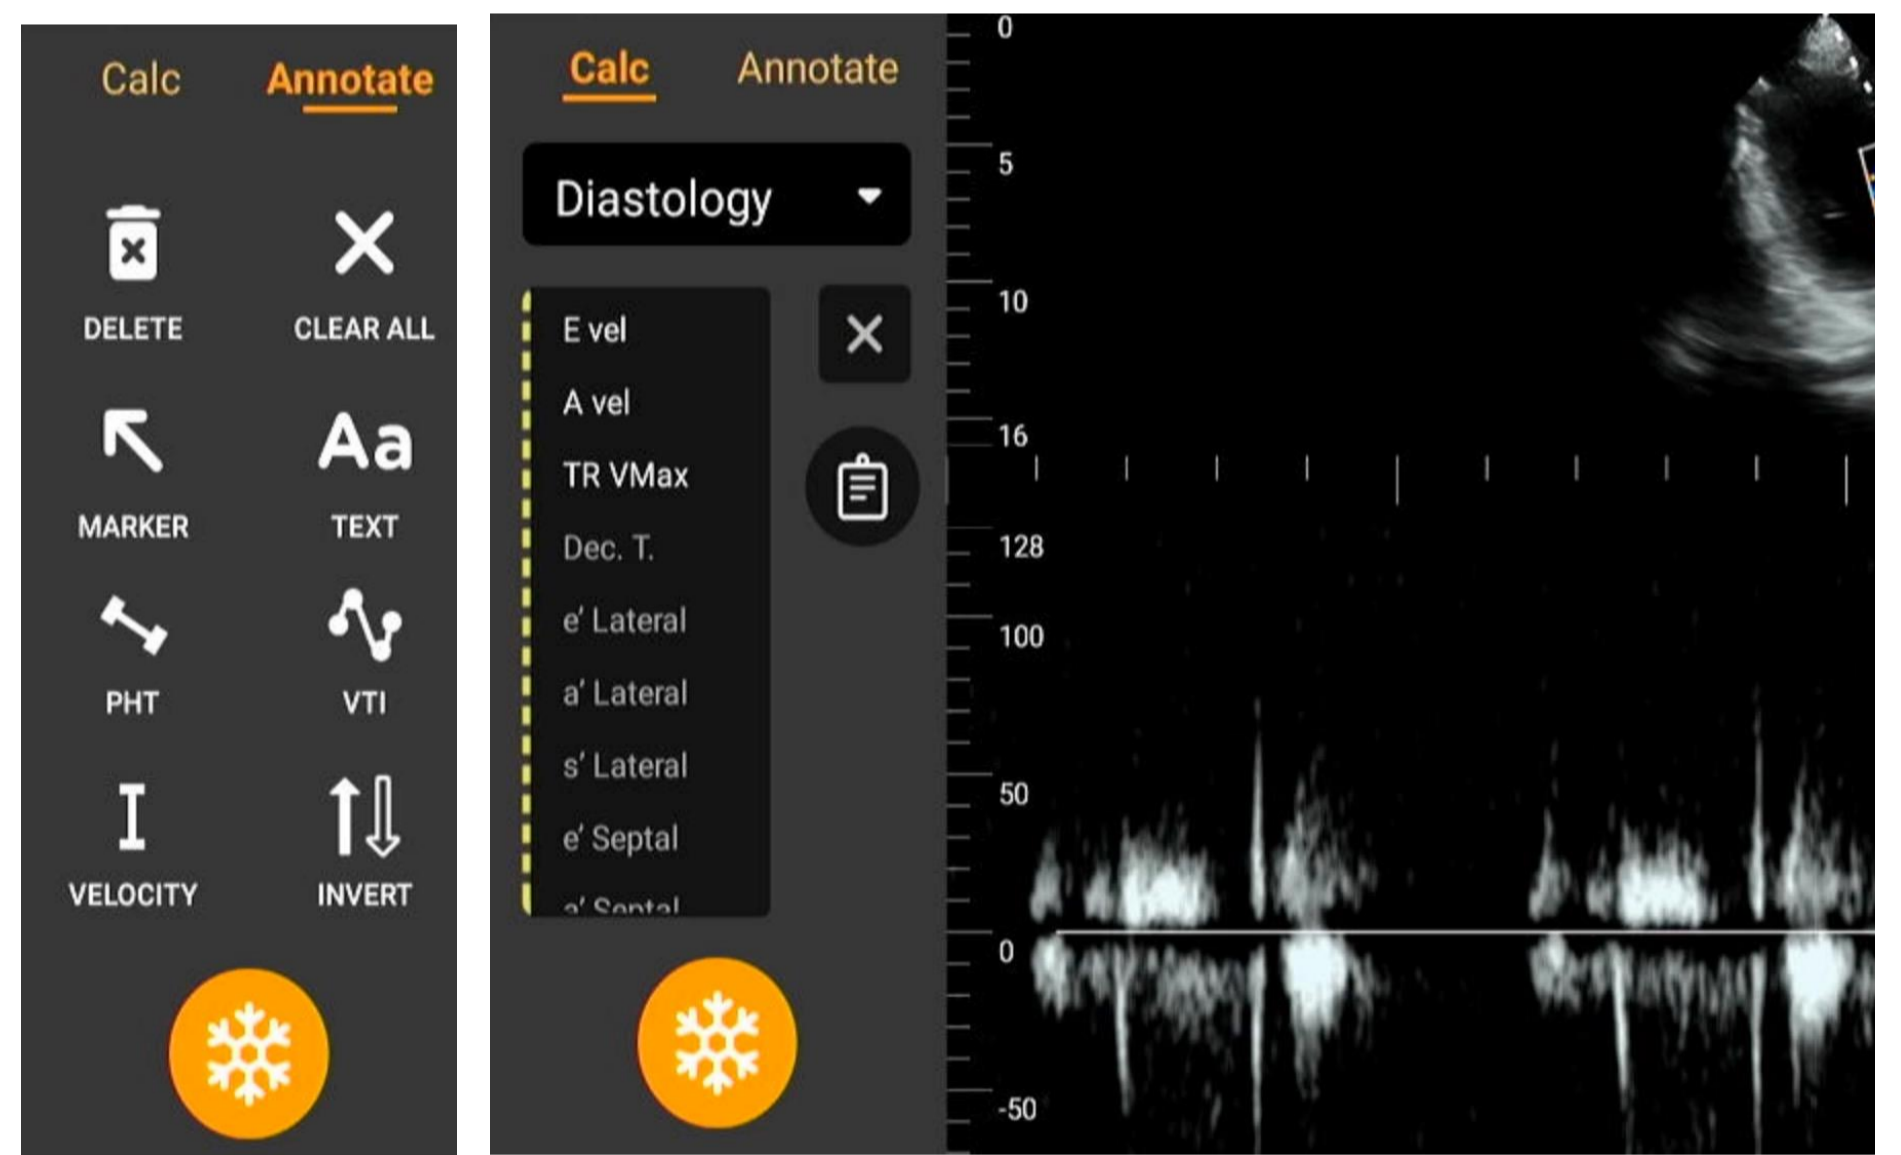 Calc Annotate
DELETE CLEAR ALL
MARKER TEXT
PHT VTI
VELOCITY INVERT
Calc Annotate
Diastology
E vel
A vel
TR VMax
Dec. T.
e’ Lateral
a’ Lateral
s’ Lateral
e’ Septal
a’ Septal
0
5
10
16
128
100
50
0
-50